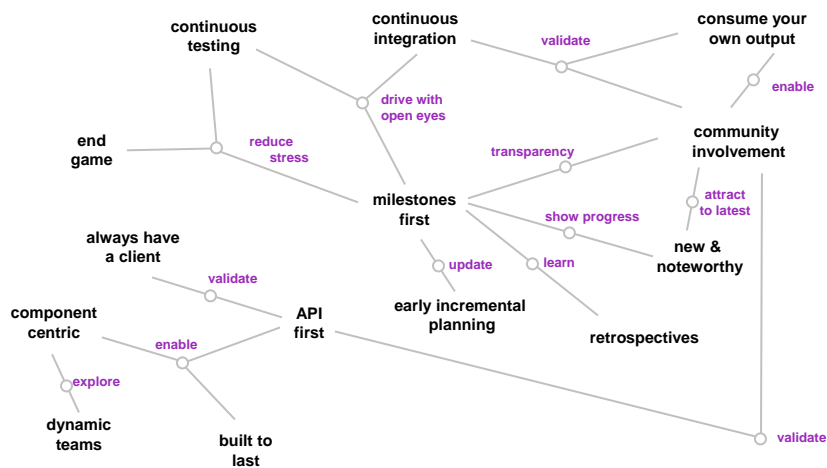 continuous
testing
continuous
integration
consume your
own output
validate
enable
drive with
open eyes
end
game
reduce
stress
community
involvement
transparency
milestones
first
attract
to latest
show progress
always have
a client
new &
noteworthy
validate
update
learn
component
centric
API
first
early incremental
planning
retrospectives
enable
explore
dynamic
teams
built to
last
validate